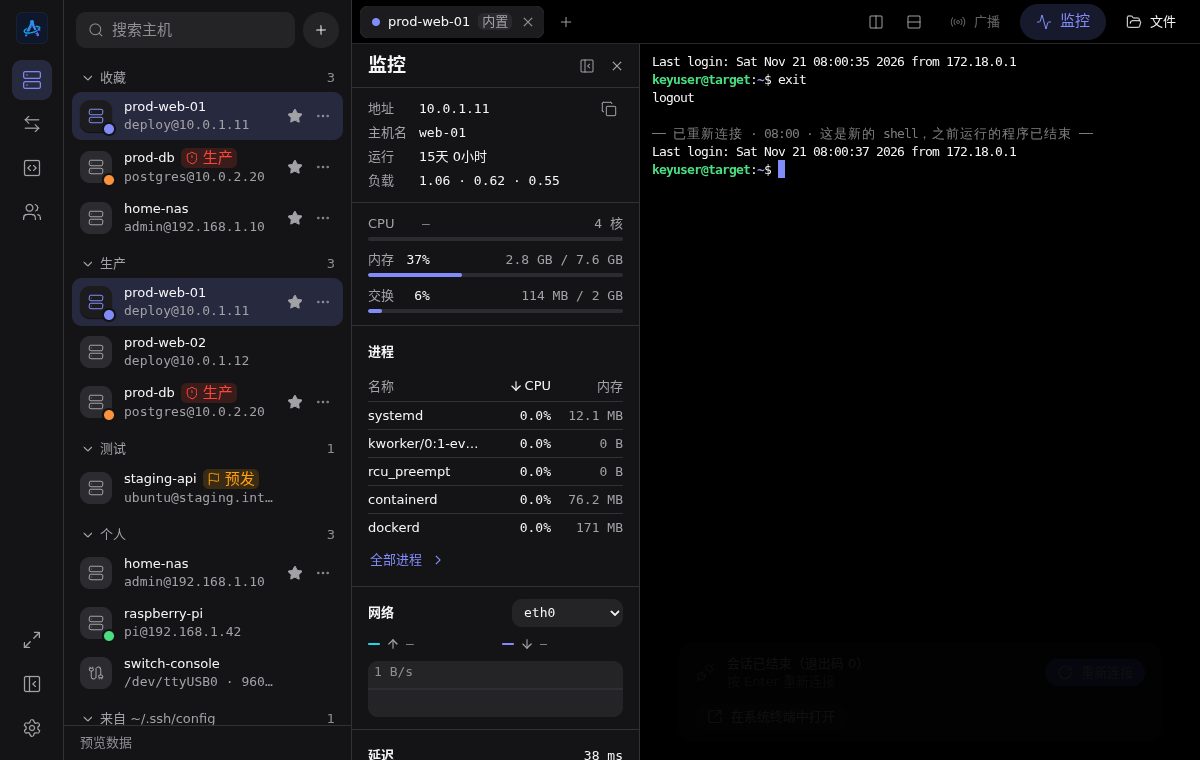 搜索主机
收藏 3
prod-web-01
deploy@10.0.1.11
prod-db 生产
postgres@10.0.2.20
home-nas
admin@192.168.1.10
生产 3
prod-web-01
deploy@10.0.1.11
prod-web-02
deploy@10.0.1.12
prod-db 生产
postgres@10.0.2.20
测试 1
staging-api 预发
ubuntu@staging.int…
个人 3
home-nas
admin@192.168.1.10
raspberry-pi
pi@192.168.1.42
switch-console
/dev/ttyUSB0 · 960…
来自 ~/.ssh/config 1
预览数据
prod-web-01 内置
广播
监控
文件
监控
地址 10.0.1.11
主机名 web-01
运行 15天 0小时
负载 1.06 · 0.62 · 0.55
CPU — 4 核
内存 37% 2.8 GB / 7.6 GB
交换 6% 114 MB / 2 GB
进程
名称 CPU 内存
systemd 0.0% 12.1 MB
kworker/0:1-ev… 0.0% 0 B
rcu_preempt 0.0% 0 B
containerd 0.0% 76.2 MB
dockerd 0.0% 171 MB
全部进程
网络 eth0
↑ — ↓ —
1 B/s
延迟 38 ms
Last login: Sat Nov 21 08:00:35 2026 from 172.18.0.1
keyuser@target:~$ exit
logout
── 已重新连接 · 08:00 · 这是新的 shell，之前运行的程序已结束 ──
Last login: Sat Nov 21 08:00:37 2026 from 172.18.0.1
keyuser@target:~$
会话已结束（退出码 0）
按 Enter 重新连接
重新连接
在系统终端中打开